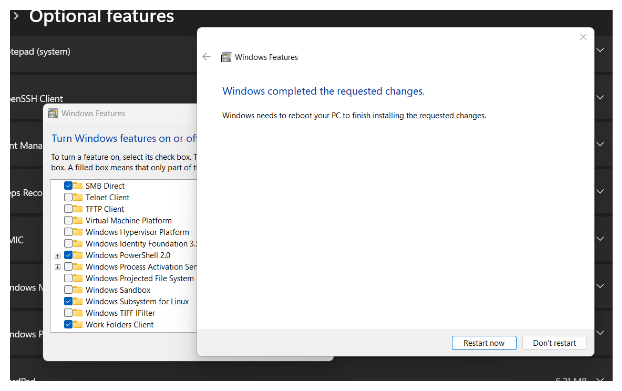 Optional features
tepad (system)
enSSH Client
nt Mana
eps Reco
MIC
ndows M
ndows P
Windows Features
Windows completed the requested changes.
Windows needs to reboot your PC to finish installing the requested changes.
Restart now
Don't restart
Windows Features
Turn Windows features on or of
To turn a feature on, select its check box. T
box. A filled box means that only part of t
SMB Direct
Telnet Client
TFTP Client
Virtual Machine Platform
Windows Hypervisor Platform
Windows Identity Foundation 3.
Windows PowerShell 2.0
Windows Process Activation Ser
Windows Projected File System
Windows Sandbox
Windows Subsystem for Linux
Windows TIFF IFilter
Work Folders Client